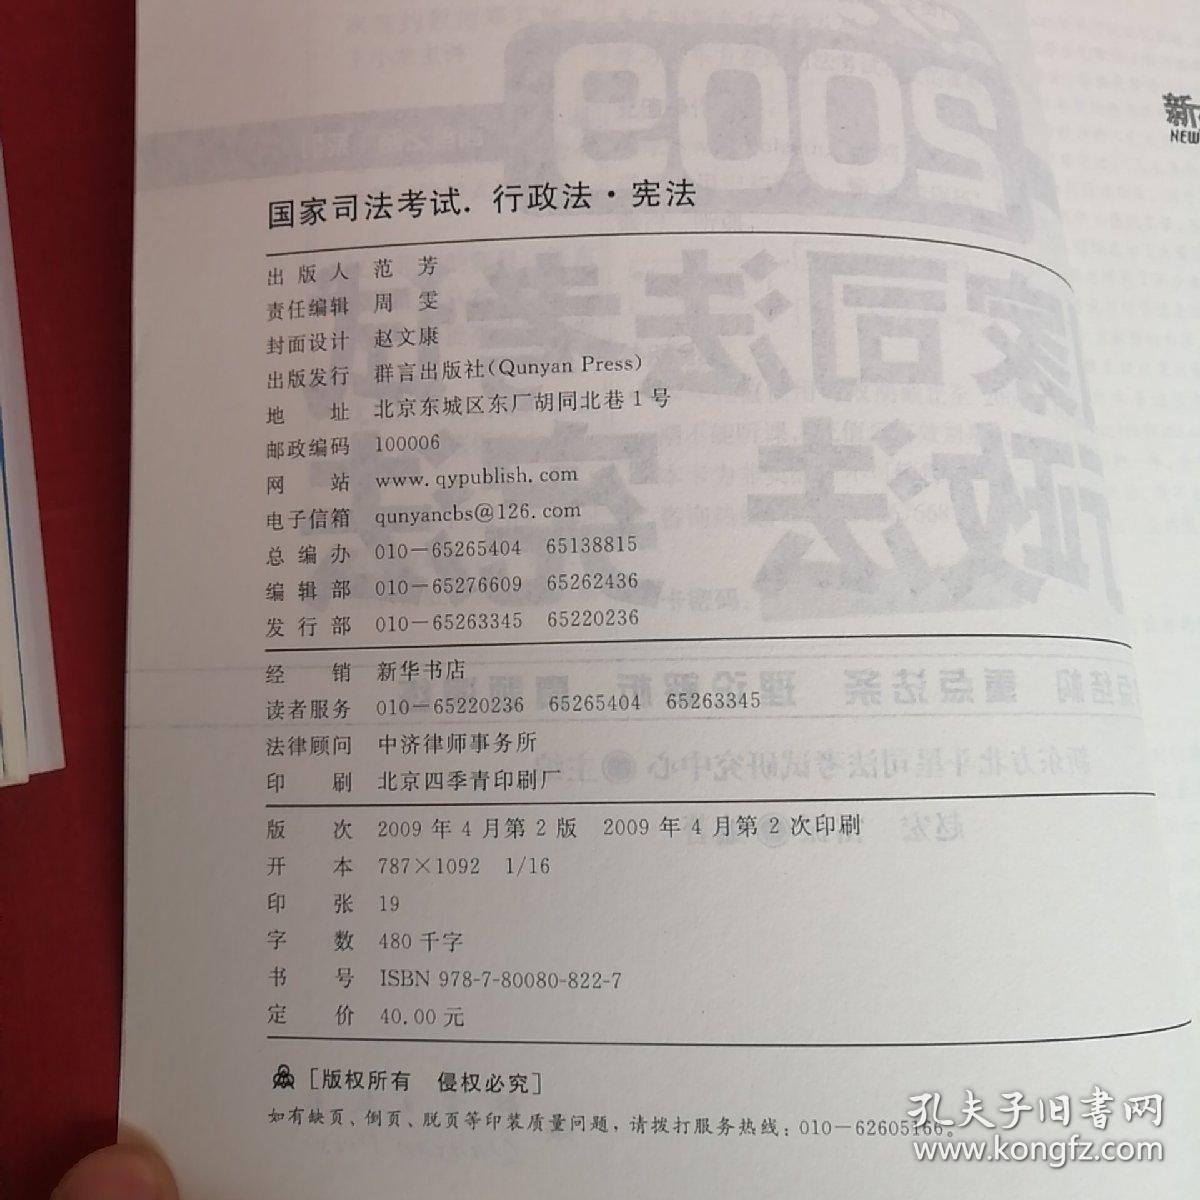 新
NEW
国家司法考试．行政法·宪法
出版人 范 芳
责任编辑 周 雯
封面设计 赵文康
出版发行 群言出版社(Qunyan Press)
地 址 北京东城区东厂胡同北巷1号
邮政编码 100006
网 站 www.qypublish.com
电子信箱 qunyancbs@126.com
总编办 010－65265404 65138815
编辑部 010－65276609 65262436
发行部 010－65263345 65220236
经 销 新华书店
读者服务 010－65220236 65265404 65263345
法律顾问 中济律师事务所
印 刷 北京四季青印刷厂
版 次 2009年4月第2版 2009年4月第2次印刷
开 本 787×1092 1/16
印 张 19
字 数 480千字
书 号 ISBN 978-7-80080-822-7
定 价 40.00元
［版权所有 侵权必究］
如有缺页、倒页、脱页等印装质量问题，请拨打服务热线：010－62605166。
孔夫子旧书网
www.kongfz.com